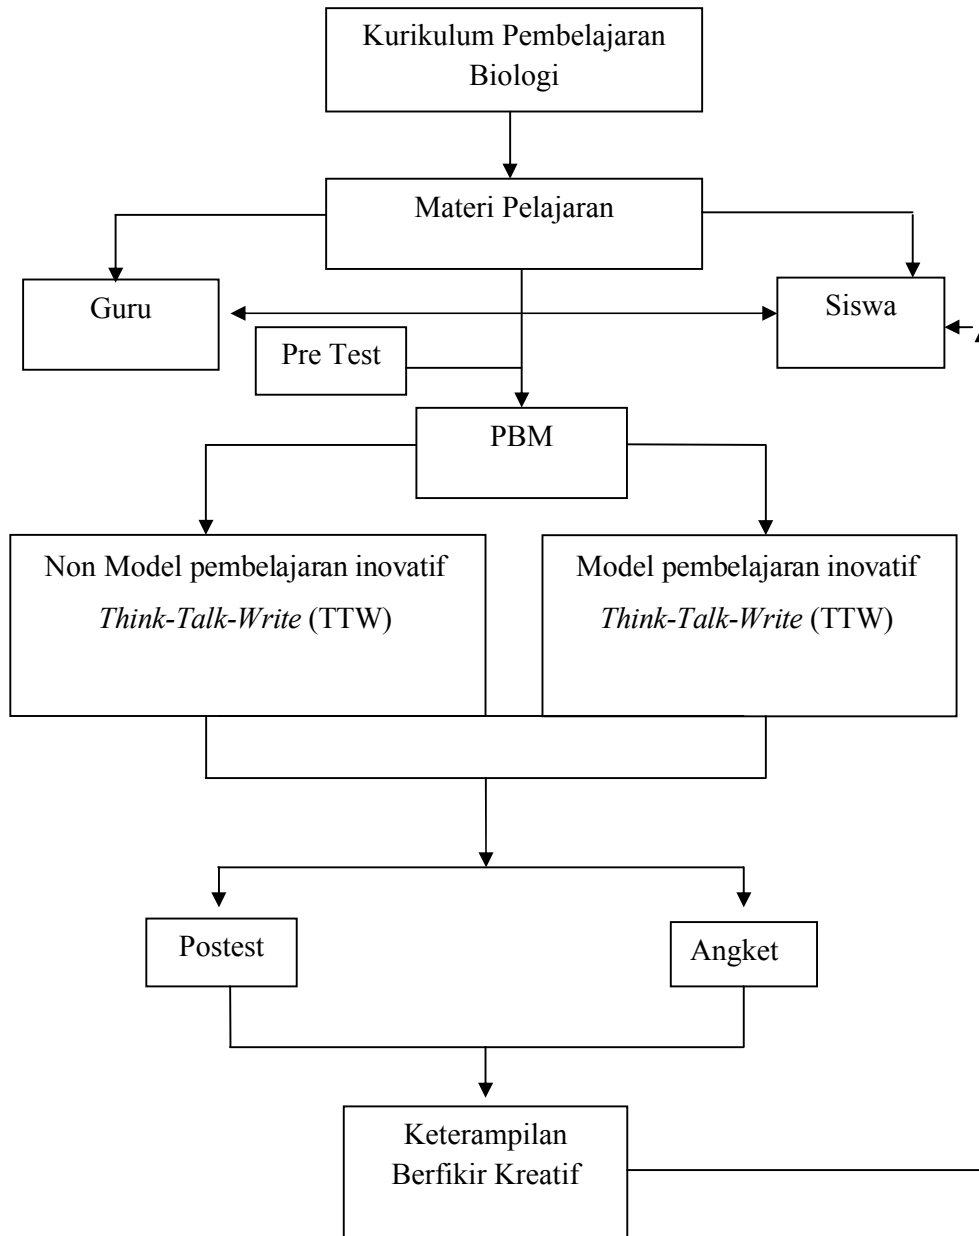 Kurikulum Pembelajaran
Biologi
Materi Pelajaran
Guru
Siswa
Pre Test
PBM
Non Model pembelajaran inovatif
Think-Talk-Write (TTW)
Model pembelajaran inovatif
Think-Talk-Write (TTW)
Postest
Angket
Keterampilan
Berfikir Kreatif